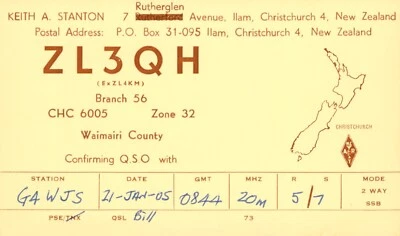 Rutherglen
KEITH A. STANTON 7 Rutherford Avenue, Ilam, Christchurch 4, New Zealand
Postal Address: P.O. Box 31-095 Ilam, Christchurch 4, New Zealand
ZL3QH
(Ex ZL4KM)
Branch 56
CHC 6005 Zone 32
Waimairi County
CHRISTCHURCH
Confirming Q.S.O with
STATION DATE GMT MHZ R S MODE
G4WJS 21-JAN-05 0844 20m 5/7 2 WAY
SSB
PSE/TNX QSL Bill 73